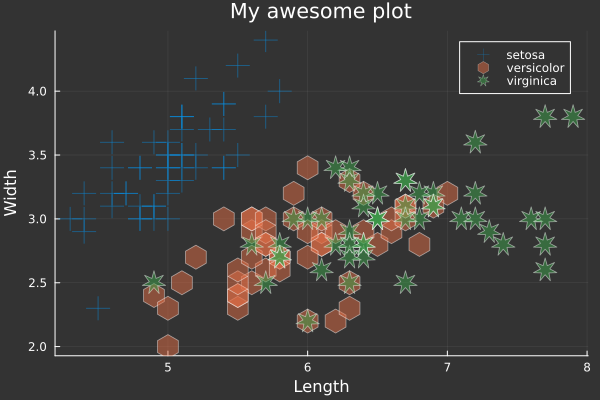 My awesome plot
setosa
versicolor
virginica
4.0
3.5
3.0
2.5
2.0
Width
5 6 7 8
Length